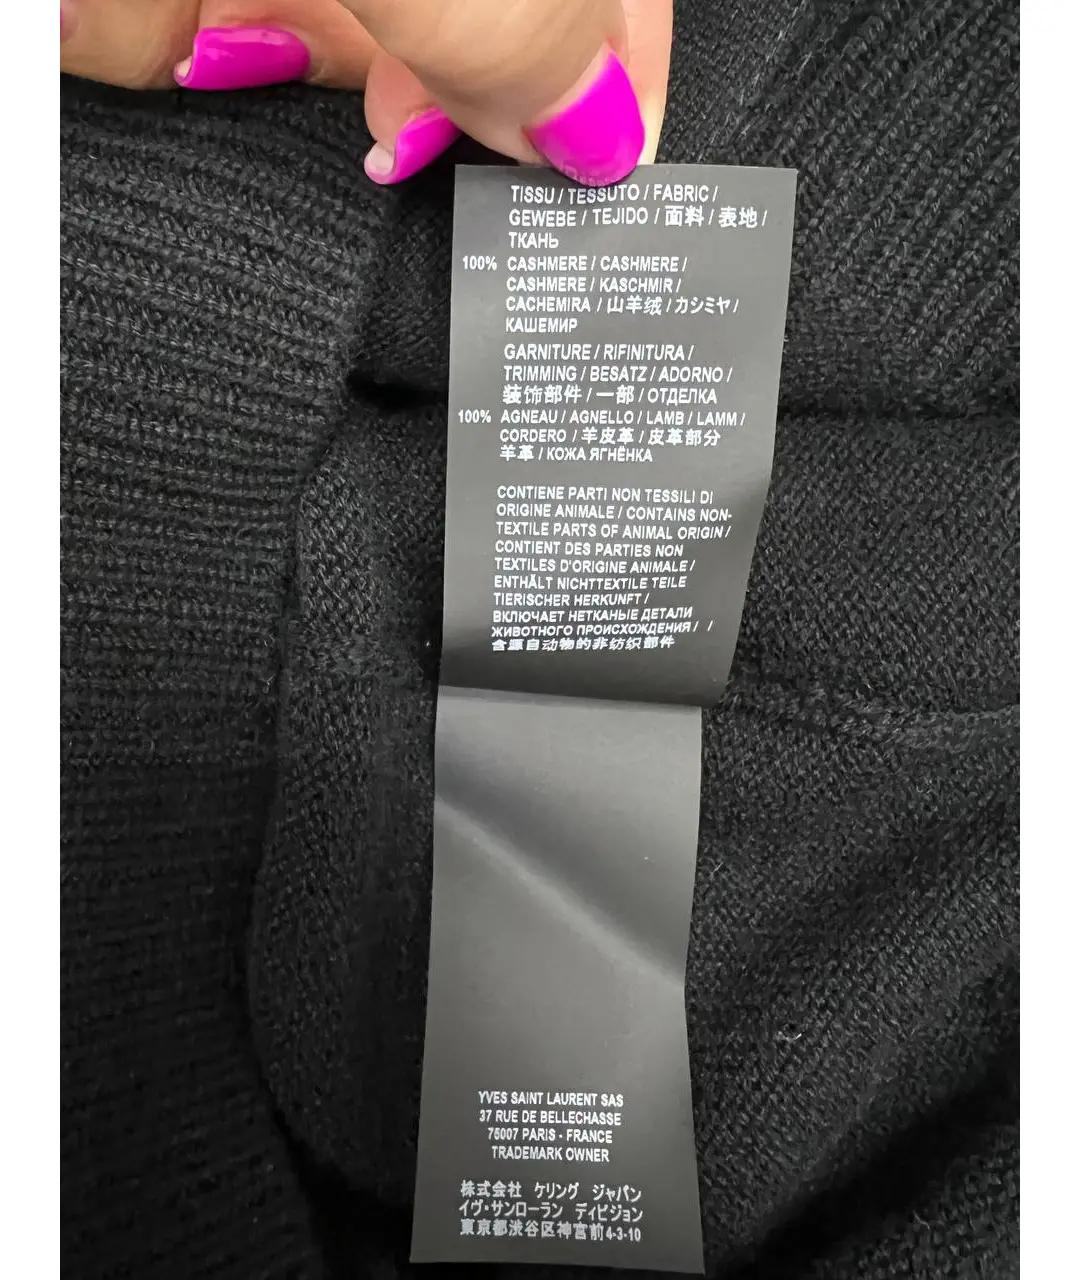 TISSU / TESSUTO / FABRIC /
GEWEBE / TEJIDO / 面料 / 表地 /
ТКАНЬ
100% CASHMERE / CASHMERE /
CASHMERE / KASCHMIR /
CACHEMIRA / 山羊绒 / カシミヤ /
КАШЕМИР
GARNITURE / RIFINITURA /
TRIMMING / BESATZ / ADORNO /
装饰部件 / 一部 / ОТДЕЛКА
100% AGNEAU / AGNELLO / LAMB / LAMM /
CORDERO / 羊皮革 / 皮革部分
羊革 / КОЖА ЯГНЁНКА
CONTIENE PARTI NON TESSILI DI
ORIGINE ANIMALE / CONTAINS NON-
TEXTILE PARTS OF ANIMAL ORIGIN /
CONTIENT DES PARTIES NON
TEXTILES D'ORIGINE ANIMALE /
ENTHÄLT NICHTTEXTILE TEILE
TIERISCHER HERKUNFT /
ВКЛЮЧАЕТ НЕТКАНЫЕ ДЕТАЛИ
ЖИВОТНОГО ПРОИСХОЖДЕНИЯ / /
含源自动物的非纺织部件
YVES SAINT LAURENT SAS
37 RUE DE BELLECHASSE
75007 PARIS - FRANCE
TRADEMARK OWNER
株式会社 ケリング ジャパン
イヴ・サンローラン ディビジョン
東京都渋谷区神宮前4-3-10